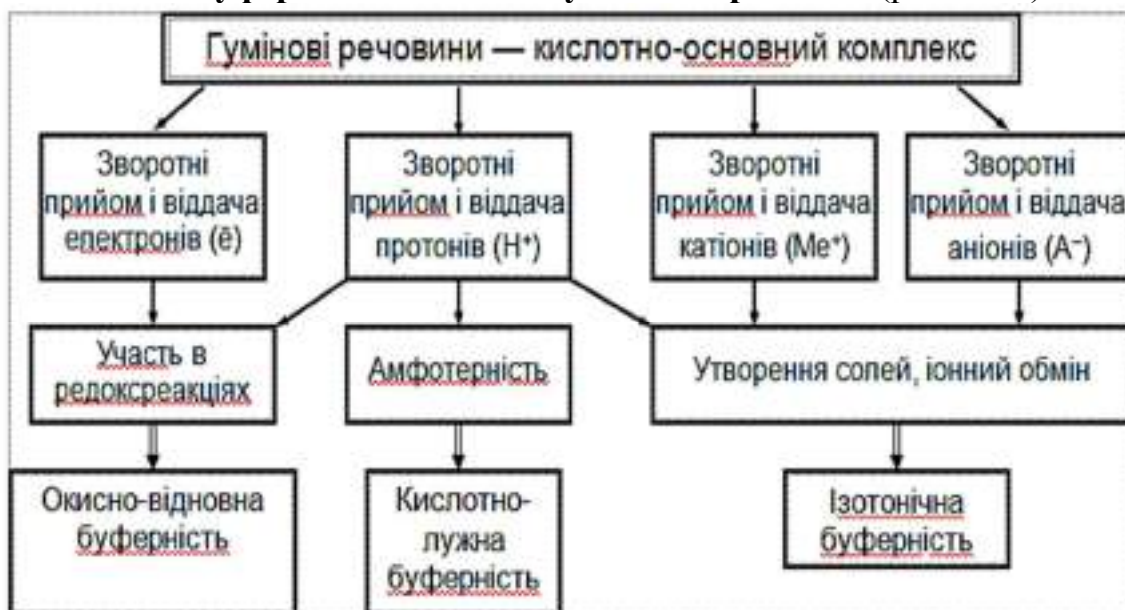 Гумінові речовини — кислотно-основний комплекс
Зворотні
прийом і віддача
електронів (ē)
Зворотні
прийом і віддача
протонів (H⁺)
Зворотні
прийом і віддача
катіонів (Me⁺)
Зворотні
прийом і віддача
аніонів (A⁻)
Участь в
редоксреакціях
Амфотерність
Утворення солей, іонний обмін
Окисно-відновна
буферність
Кислотно-
лужна
буферність
Ізотонічна
буферність